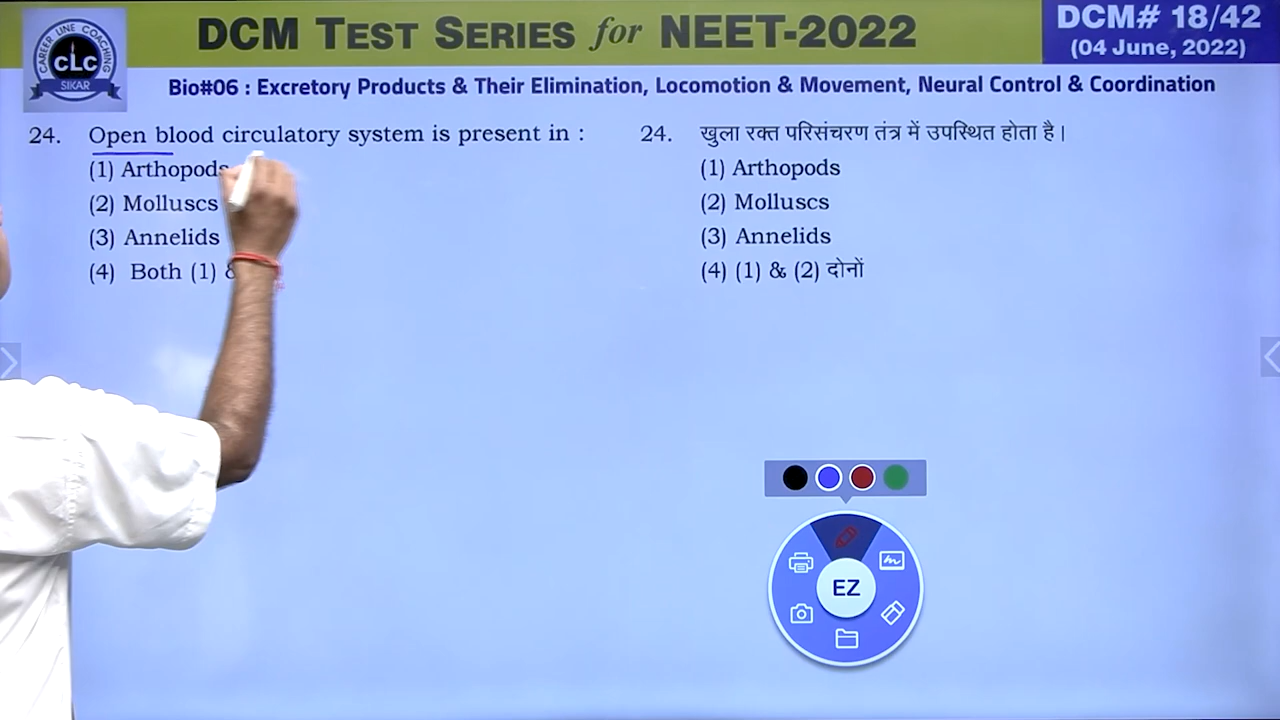 DCM TEST SERIES for NEET-2022
DCM# 18/42
(04 June, 2022)
CAREER LINE COACHING
CLC
SIKAR
Bio#06 : Excretory Products & Their Elimination, Locomotion & Movement, Neural Control & Coordination
24. Open blood circulatory system is present in :
(1) Arthopods
(2) Molluscs
(3) Annelids
(4) Both (1) &
24. खुला रक्त परिसंचरण तंत्र में उपस्थित होता है।
(1) Arthopods
(2) Molluscs
(3) Annelids
(4) (1) & (2) दोनों
EZ